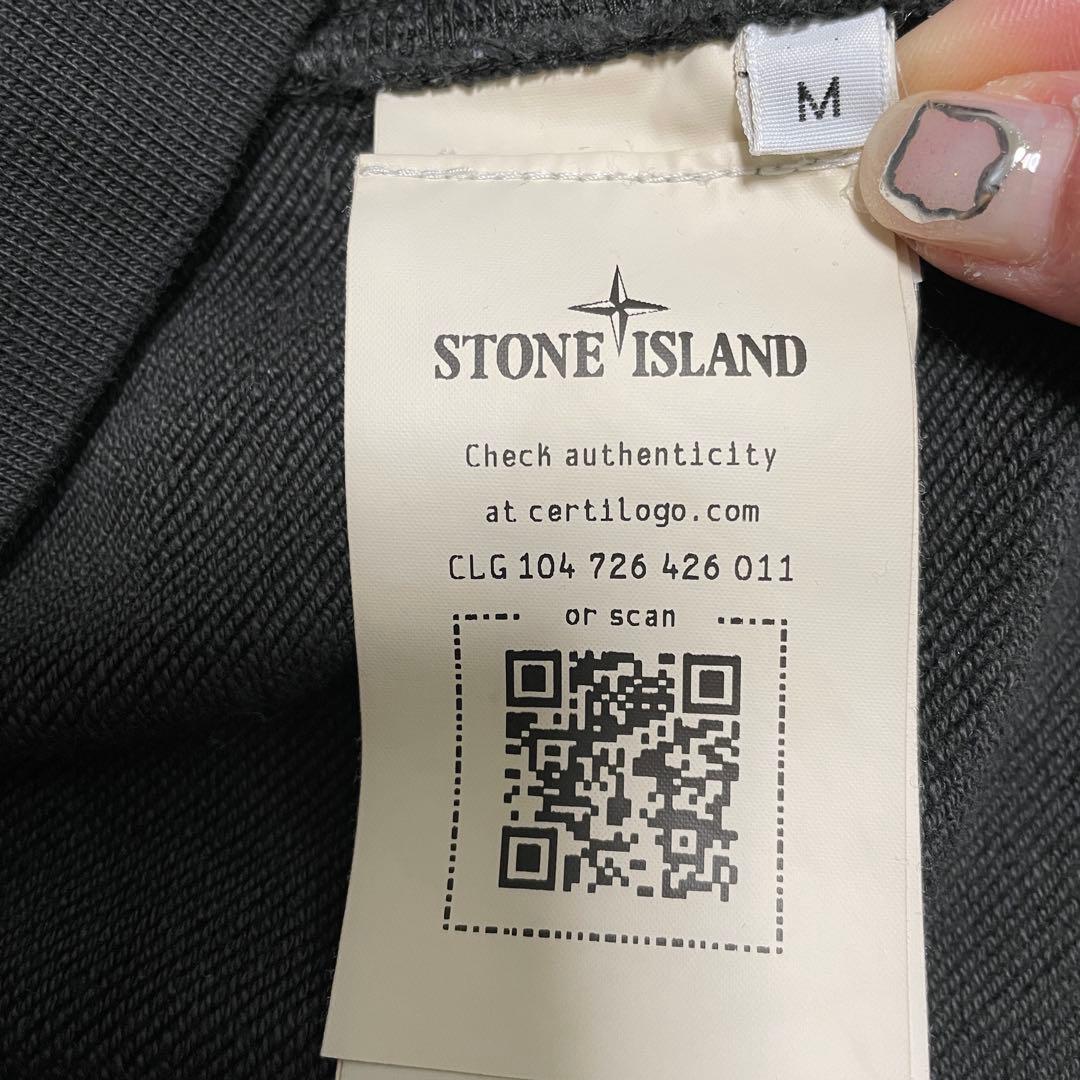 M
STONE ISLAND
Check authenticity
at certilogo.com
CLG 104 726 426 011
or scan